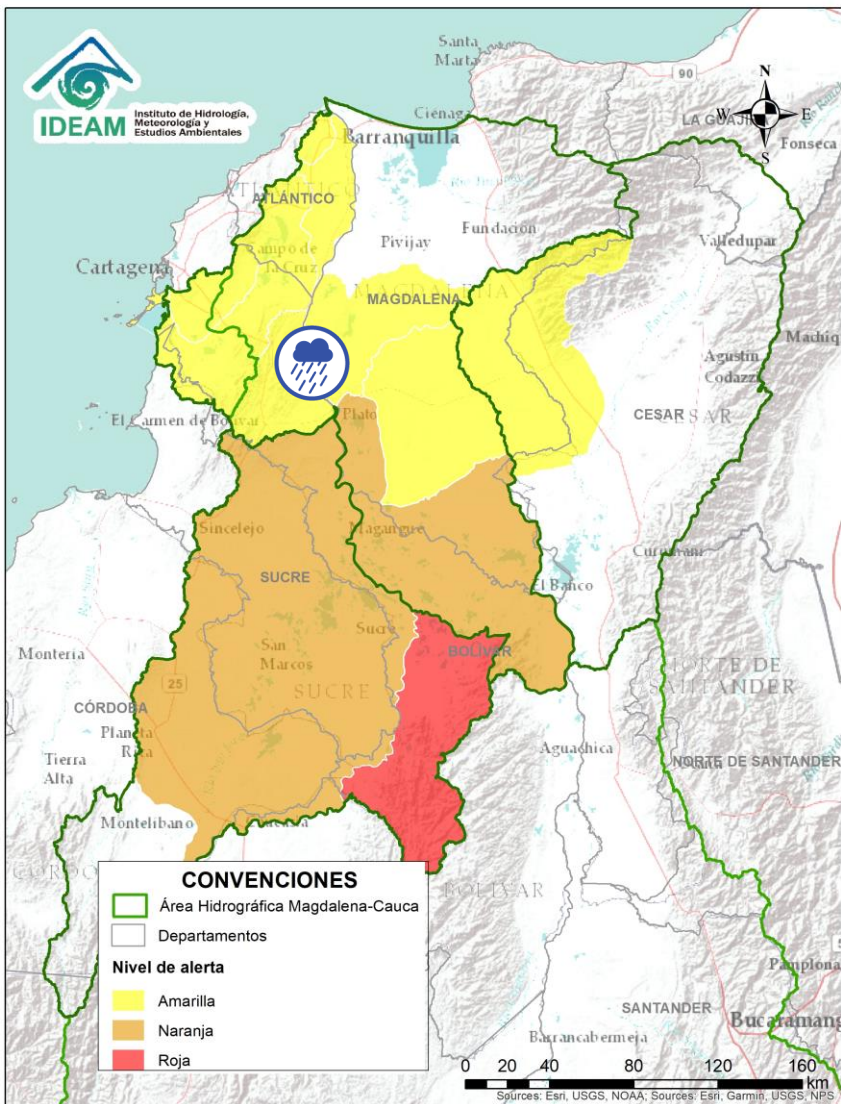 IDEAM
Instituto de Hidrología,
Meteorología y
Estudios Ambientales
Santa
Marta
90
N
W
E
S
Ciénaga
LA GUAJIRA
Barranquilla
Fonseca
ATLÁNTICO
Fundación
Pivijay
Valledupar
Campo de
la Cruz
Cartagena
MAGDALENA
Agustín
Codazzi
El Carmen de Bolívar
Plato
CESAR
CESAR
Sincelejo
Magangue
SUCRE
Curumaní
El Banco
Sucre
San
Marcos
BOLÍVAR
Montería
SUCRE
25
NORTE DE
SANTANDER
CÓRDOBA
Planeta
Rica
Aguachica
Tierra
Alta
NORTE DE SANTANDER
Montelibano
BOLÍVAR
CONVENCIONES
Área Hidrográfica Magdalena-Cauca
Departamentos
Nivel de alerta
Amarilla
Naranja
Roja
Pamplona
SANTANDER
Bucaramang
Barrancabermeja
0 20 40 80 120 160
km
Sources: Esri, USGS, NOAA; Sources: Esri, Garmin, USGS, NPS